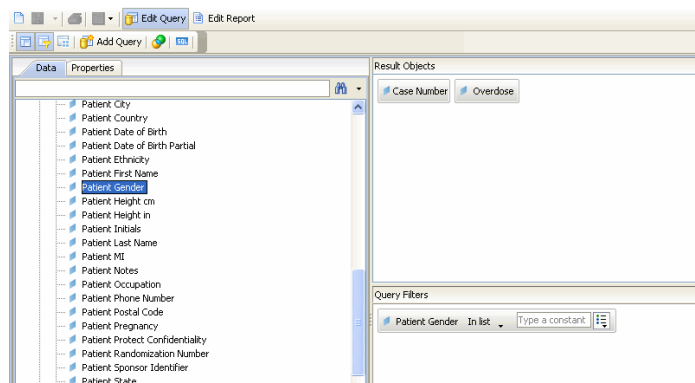 Edit Query Edit Report
Add Query SQL
Data Properties
Result Objects
Case Number Overdose
Patient City
Patient Country
Patient Date of Birth
Patient Date of Birth Partial
Patient Ethnicity
Patient First Name
Patient Gender
Patient Height cm
Patient Height in
Patient Initials
Patient Last Name
Patient MI
Patient Notes
Patient Occupation
Patient Phone Number
Patient Postal Code
Patient Pregnancy
Patient Protect Confidentiality
Patient Randomization Number
Patient Sponsor Identifier
Patient State
Query Filters
Patient Gender In list Type a constant